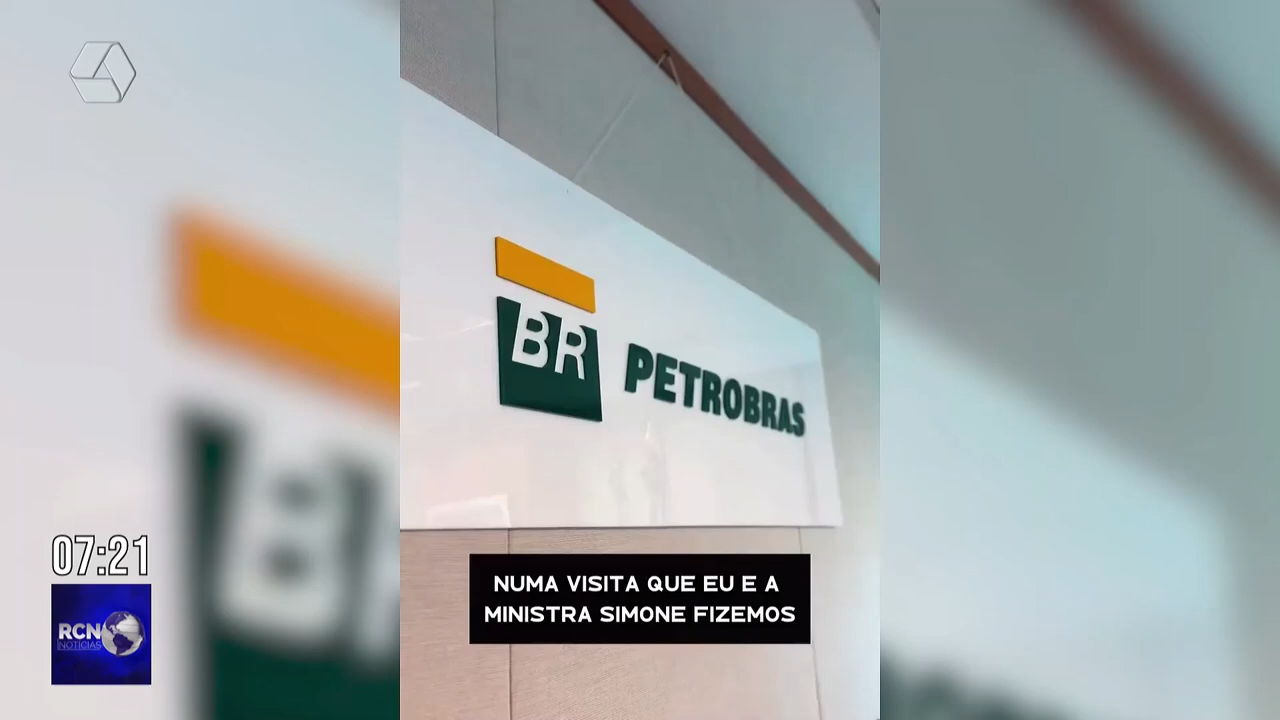 BR PETROBRAS
07:21
RCN
NOTÍCIAS
NUMA VISITA QUE EU E A
MINISTRA SIMONE FIZEMOS